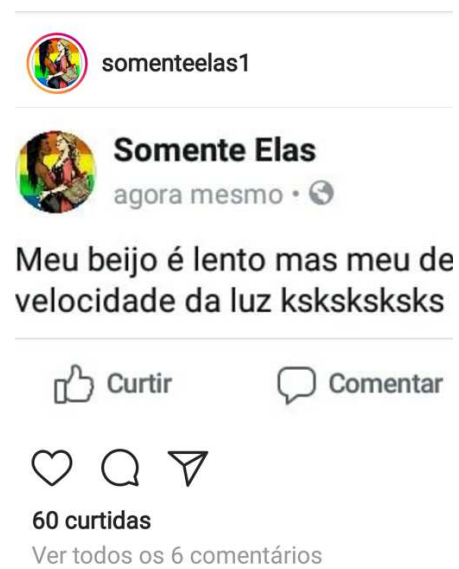 somenteelas1
Somente Elas
agora mesmo •
Meu beijo é lento mas meu de
velocidade da luz ksksksksks
Curtir
Comentar
60 curtidas
Ver todos os 6 comentários